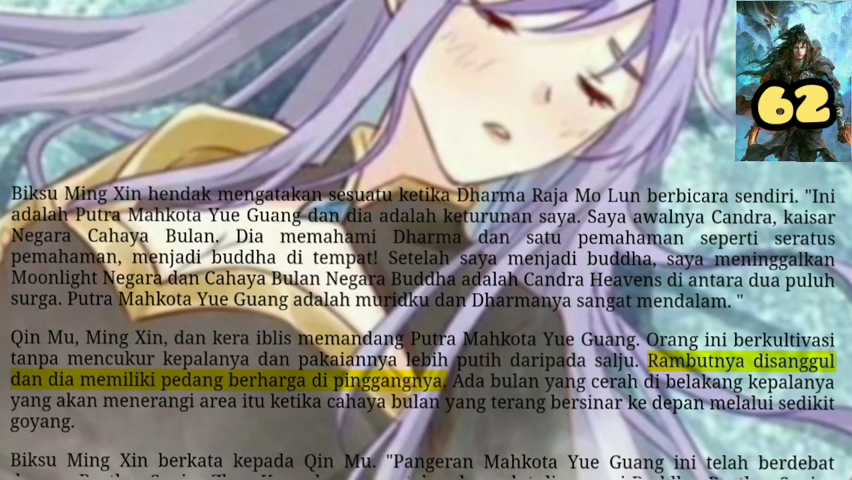 62
Biksu Ming Xin hendak mengatakan sesuatu ketika Dharma Raja Mo Lun berbicara sendiri. "Ini
adalah Putra Mahkota Yue Guang dan dia adalah keturunan saya. Saya awalnya Candra, kaisar
Negara Cahaya Bulan. Dia memahami Dharma dan satu pemahaman seperti seratus
pemahaman, menjadi buddha di tempat! Setelah saya menjadi buddha, saya meninggalkan
Moonlight Negara dan Cahaya Bulan Negara Buddha adalah Candra Heavens di antara dua puluh
surga. Putra Mahkota Yue Guang adalah muridku dan Dharmanya sangat mendalam. "
Qin Mu, Ming Xin, dan kera iblis memandang Putra Mahkota Yue Guang. Orang ini berkultivasi
tanpa mencukur kepalanya dan pakaiannya lebih putih daripada salju. Rambutnya disanggul
dan dia memiliki pedang berharga di pinggangnya. Ada bulan yang cerah di belakang kepalanya
yang akan menerangi area itu ketika cahaya bulan yang terang bersinar ke depan melalui sedikit
goyang.
Biksu Ming Xin berkata kepada Qin Mu. "Pangeran Mahkota Yue Guang ini telah berdebat